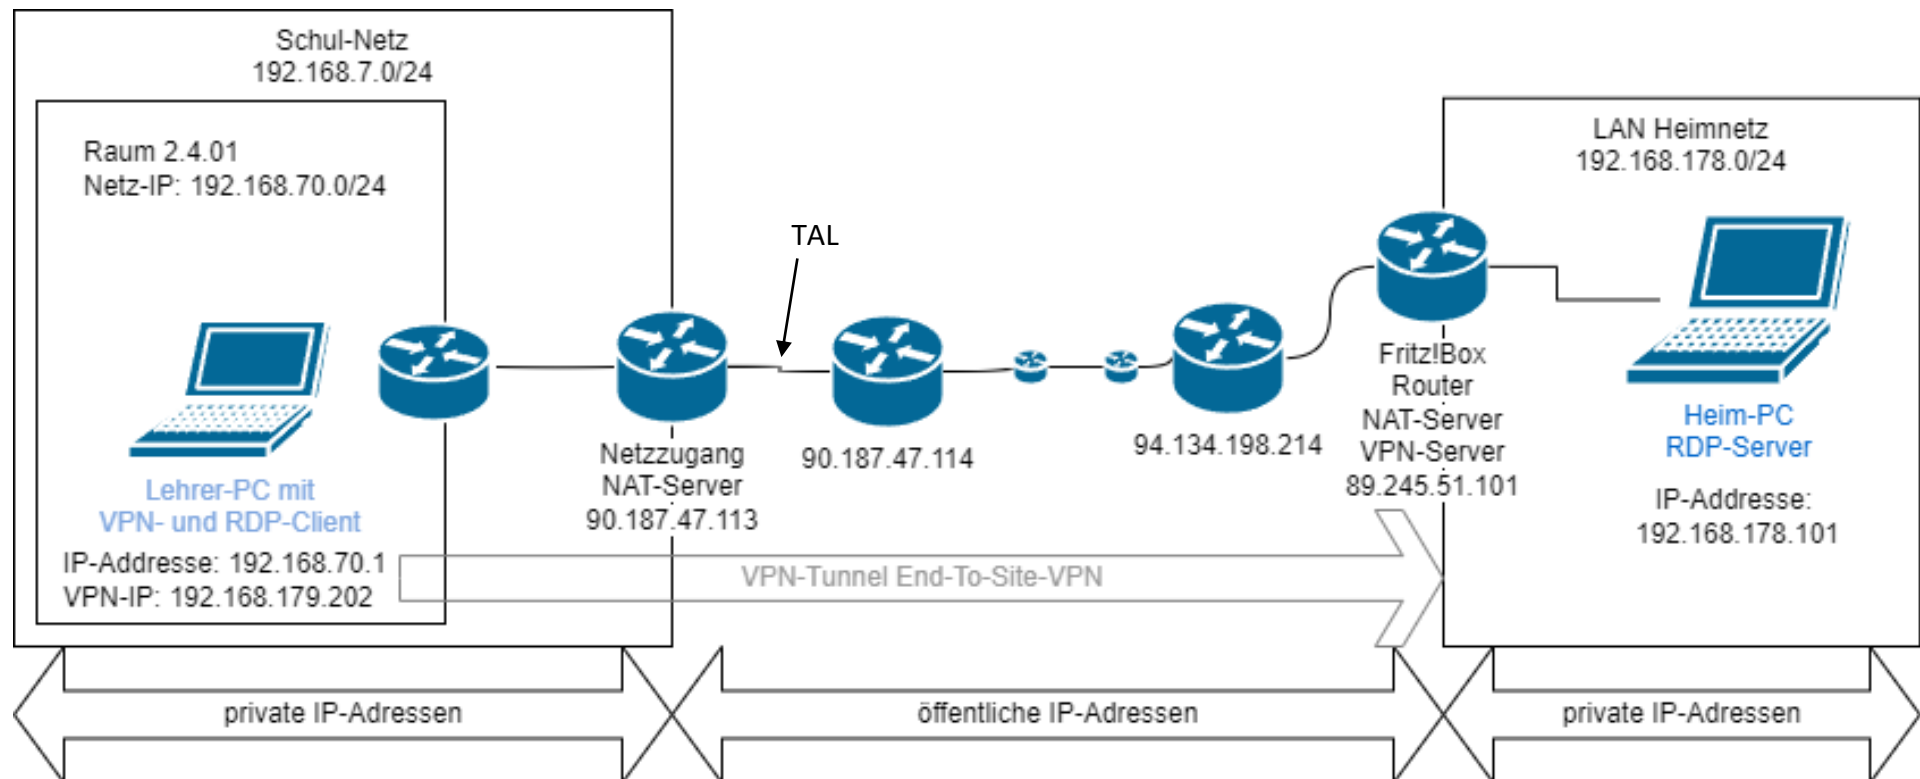 Schul-Netz
192.168.7.0/24
Raum 2.4.01
Netz-IP: 192.168.70.0/24
LAN Heimnetz
192.168.178.0/24
TAL
Lehrer-PC mit
VPN- und RDP-Client
IP-Addresse: 192.168.70.1
VPN-IP: 192.168.179.202
Netzzugang
NAT-Server
90.187.47.113
90.187.47.114
94.134.198.214
Fritz!Box
Router
NAT-Server
VPN-Server
89.245.51.101
Heim-PC
RDP-Server
IP-Addresse:
192.168.178.101
VPN-Tunnel End-To-Site-VPN
private IP-Adressen
öffentliche IP-Adressen
private IP-Adressen